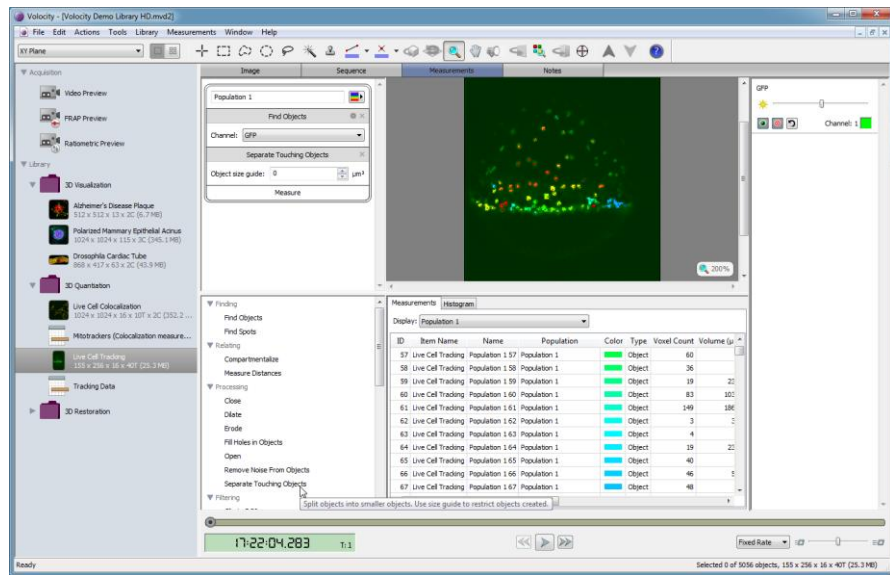 Volocity - [Volocity Demo Library HD.mvd2]
File Edit Actions Tools Library Measurements Window Help
XY Plane
Acquisition
Video Preview
FRAP Preview
Ratiometric Preview
Library
3D Visualization
Alzheimer's Disease Plaque
512 x 512 x 13 x 2C (6.7 MB)
Polarized Mammary Epithelial Acinus
1024 x 1024 x 115 x 3C (345.1 MB)
Drosophila Cardiac Tube
868 x 417 x 63 x 2C (43.9 MB)
3D Quantiation
Live Cell Colocalization
1024 x 1024 x 16 x 10T x 2C (352.2 ...
Mitotrackers (Colocalization measure...
Live Cell Tracking
155 x 256 x 16 x 40T (25.3 MB)
Tracking Data
3D Restoration
Image Sequence Measurements Notes
Population 1
Find Objects
Channel: GFP
Separate Touching Objects
Object size guide: 0 µm³
Measure
200%
GFP
Channel: 1
Finding
Find Objects
Find Spots
Relating
Compartmentalize
Measure Distances
Processing
Close
Dilate
Erode
Fill Holes in Objects
Open
Remove Noise From Objects
Separate Touching Objects
Filtering
Split objects into smaller objects. Use size guide to restrict objects created.
Measurements Histogram
Display: Population 1
ID Item Name Name Population Color Type Voxel Count Volume (µ
57 Live Cell Tracking Population 1 57 Population 1 Object 60
58 Live Cell Tracking Population 1 58 Population 1 Object 36
59 Live Cell Tracking Population 1 59 Population 1 Object 19 23
60 Live Cell Tracking Population 1 60 Population 1 Object 83 103
61 Live Cell Tracking Population 1 61 Population 1 Object 149 186
62 Live Cell Tracking Population 1 62 Population 1 Object 3 3
63 Live Cell Tracking Population 1 63 Population 1 Object 4
64 Live Cell Tracking Population 1 64 Population 1 Object 19 23
65 Live Cell Tracking Population 1 65 Population 1 Object 40
66 Live Cell Tracking Population 1 66 Population 1 Object 46 5
67 Live Cell Tracking Population 1 67 Population 1 Object 48
17:22:04.283 T:1
Fixed Rate
Ready
Selected 0 of 5056 objects, 155 x 256 x 16 x 40T (25.3 MB)